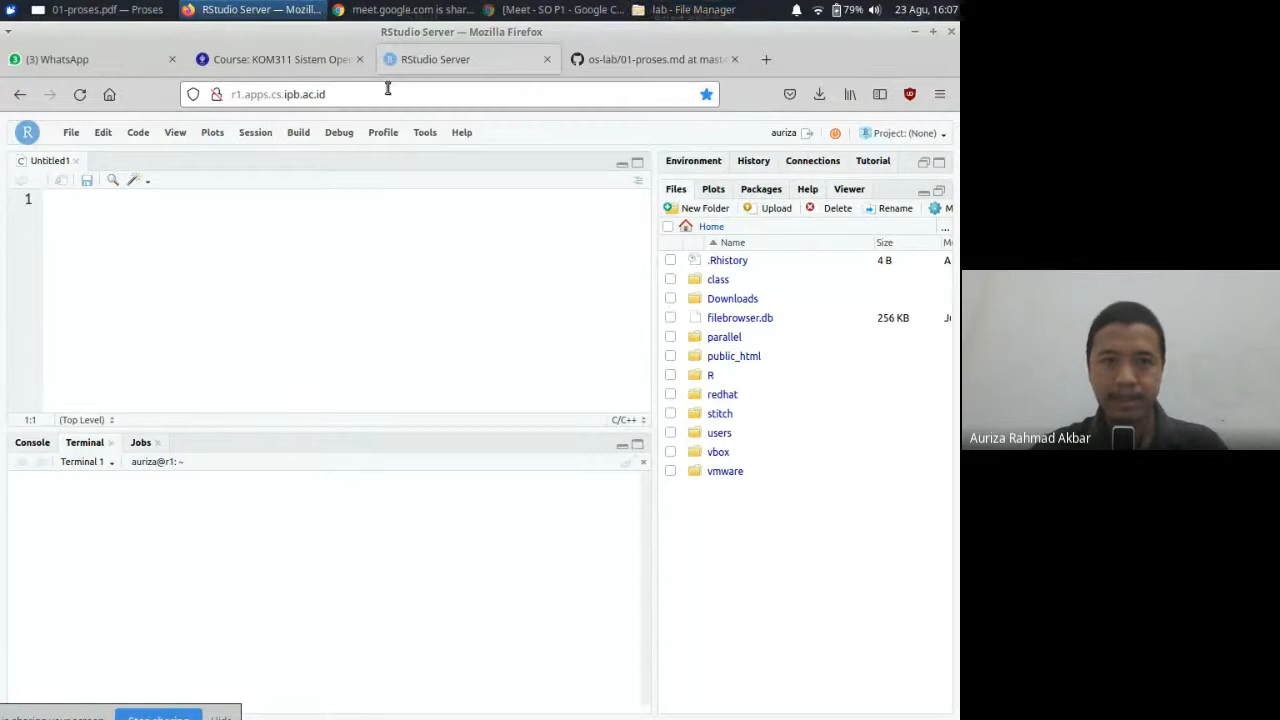 01-proses.pdf — Proses
RStudio Server — Mozill...
meet.google.com is shar...
[Meet - SO P1 - Google C...
lab - File Manager
79%
23 Agu, 16:07
RStudio Server — Mozilla Firefox
(3) WhatsApp
Course: KOM311 Sistem Ope
RStudio Server
os-lab/01-proses.md at mast
r1.apps.cs.ipb.ac.id
R
File
Edit
Code
View
Plots
Session
Build
Debug
Profile
Tools
Help
auriza
R
Project: (None)
Untitled1
Environment
History
Connections
Tutorial
1
Files
Plots
Packages
Help
Viewer
New Folder
Upload
Delete
Rename
M
Home
...
Name
Size
M
.Rhistory
4 B
A
class
Downloads
filebrowser.db
256 KB
parallel
public_html
R
redhat
stitch
users
vbox
vmware
1:1
(Top Level)
C/C++
Console
Terminal
Jobs
Terminal 1
auriza@r1: ~
Auriza Rahmad Akbar
is sharing your screen.
Stop sharing
Hide